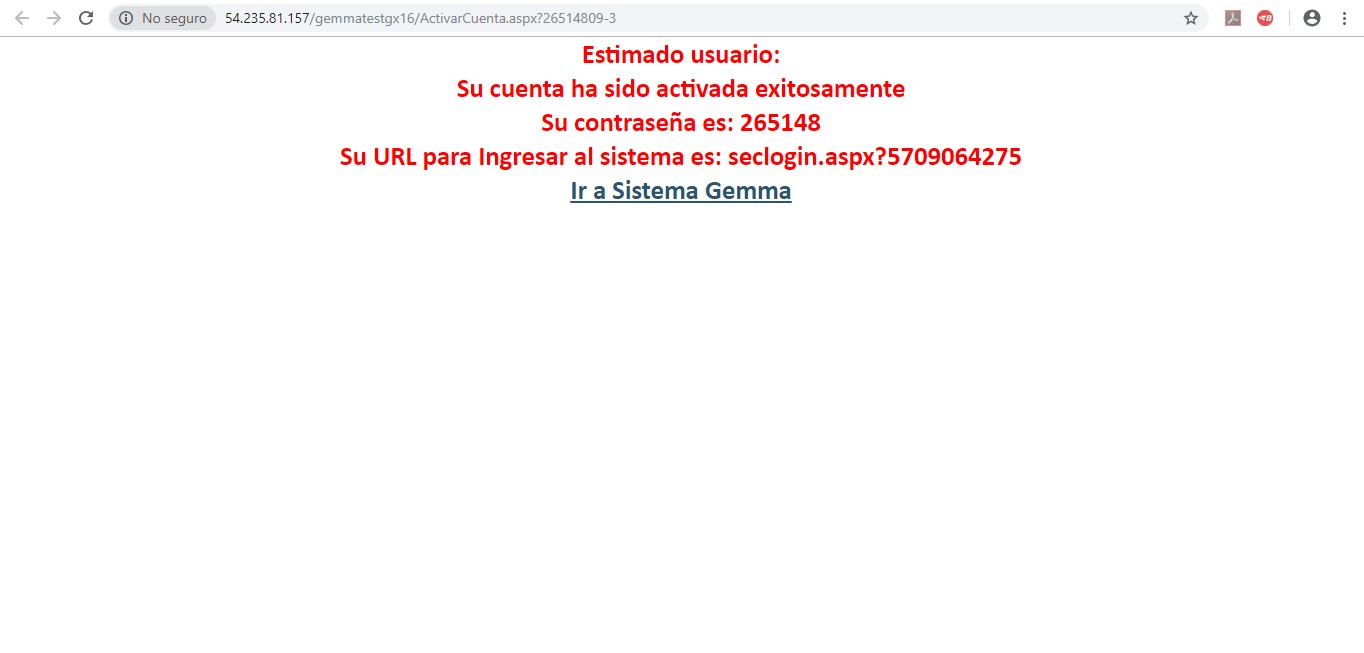 No seguro
54.235.81.157/gemmatestgx16/ActivarCuenta.aspx?26514809-3
Estimado usuario:
Su cuenta ha sido activada exitosamente
Su contraseña es: 265148
Su URL para Ingresar al sistema es: seclogin.aspx?5709064275
Ir a Sistema Gemma